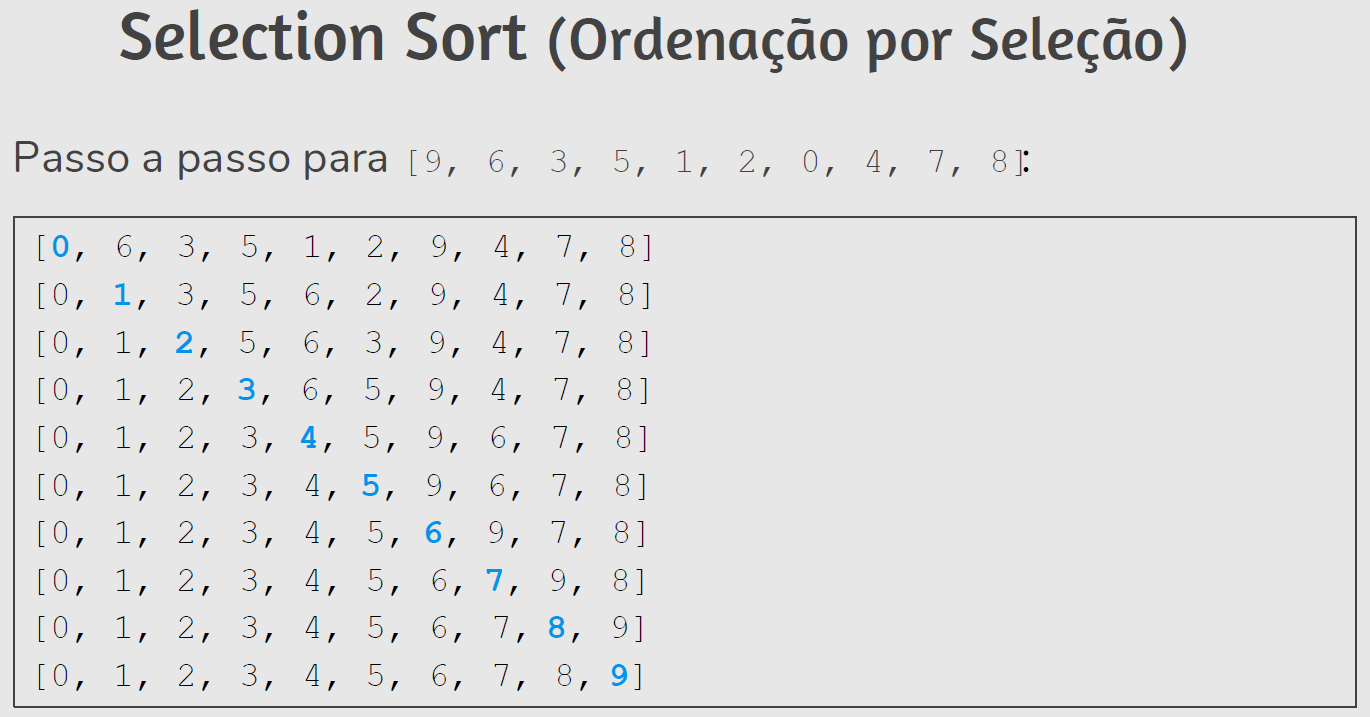 Selection Sort (Ordenação por Seleção)
Passo a passo para [9, 6, 3, 5, 1, 2, 0, 4, 7, 8]:
[0, 6, 3, 5, 1, 2, 9, 4, 7, 8]
[0, 1, 3, 5, 6, 2, 9, 4, 7, 8]
[0, 1, 2, 5, 6, 3, 9, 4, 7, 8]
[0, 1, 2, 3, 6, 5, 9, 4, 7, 8]
[0, 1, 2, 3, 4, 5, 9, 6, 7, 8]
[0, 1, 2, 3, 4, 5, 9, 6, 7, 8]
[0, 1, 2, 3, 4, 5, 6, 9, 7, 8]
[0, 1, 2, 3, 4, 5, 6, 7, 9, 8]
[0, 1, 2, 3, 4, 5, 6, 7, 8, 9]
[0, 1, 2, 3, 4, 5, 6, 7, 8, 9]